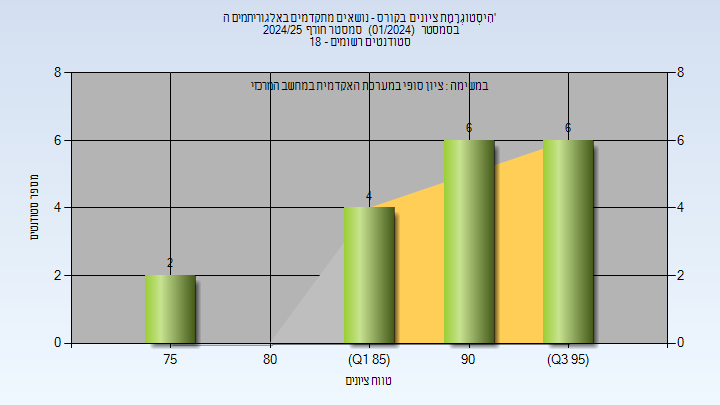 הִיסְטוֹגְרָמַת ציונים בקורס - נושאים מתקדמים באלגוריתמים ה'
בסמסטר (01/2024) סמסטר חורף 2024/25
סטודנטים רשומים - 18
במשימה : ציון סופי במערכת האקדמית במחשב המרכזי
8 8
6 6
4 4
2 2
0 0
2
4
6
6
מספר סטודנטים
75 80 (Q1 85) 90 (Q3 95)
טווח ציונים